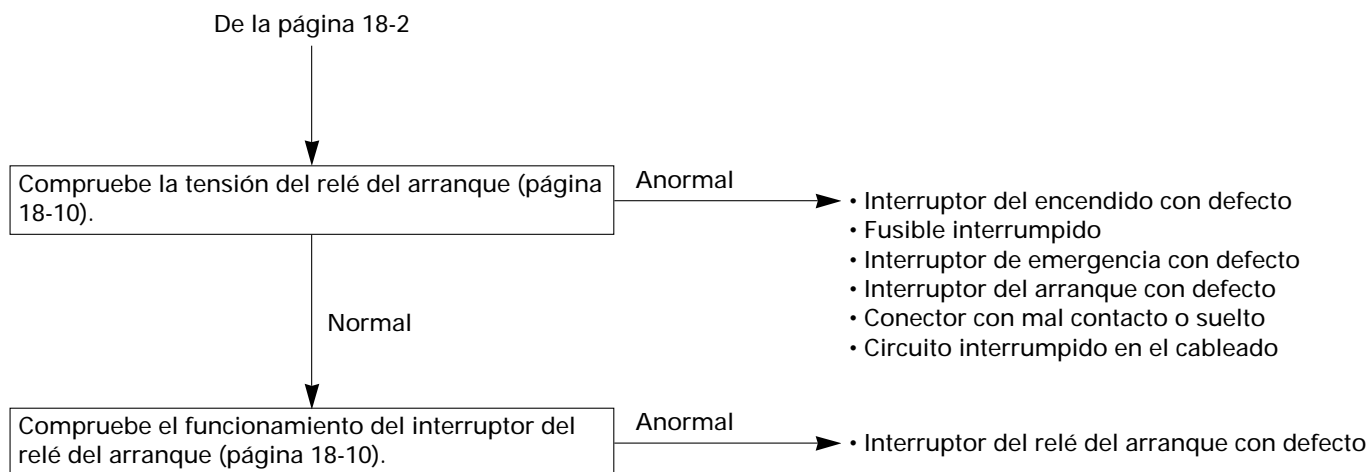 De la página 18-2
Compruebe la tensión del relé del arranque (página
18-10).
Anormal
• Interruptor del encendido con defecto
• Fusible interrumpido
• Interruptor de emergencia con defecto
• Interruptor del arranque con defecto
• Conector con mal contacto o suelto
• Circuito interrumpido en el cableado
Normal
Compruebe el funcionamiento del interruptor del
relé del arranque (página 18-10).
Anormal
• Interruptor del relé del arranque con defecto